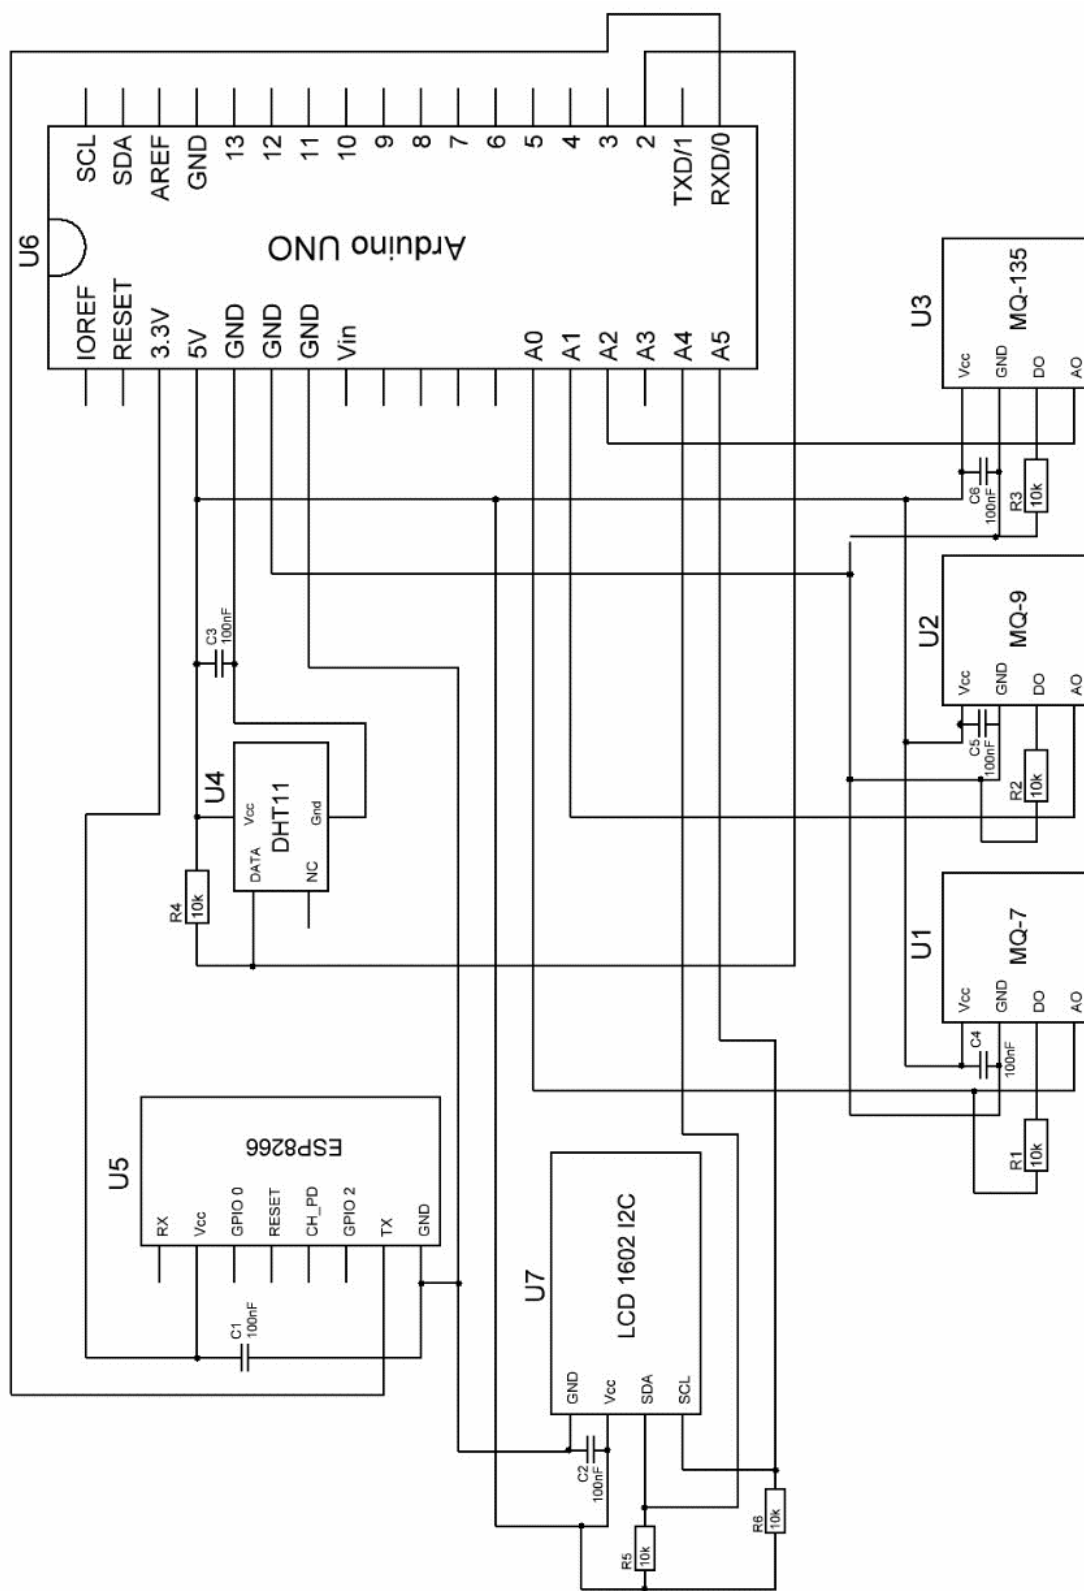 U6
Arduino UNO
SCL
SDA
AREF
GND
13
12
11
10
9
8
7
6
5
4
3
2
TXD/1
RXD/0
IOREF
RESET
3.3V
5V
GND
GND
GND
Vin
A0
A1
A2
A3
A4
A5
U3
MQ-135
Vcc
GND
DO
AO
C6
100nF
R3
10k
U2
MQ-9
Vcc
GND
DO
AO
C5
100nF
R2
10k
U1
MQ-7
Vcc
GND
DO
AO
C4
100nF
R1
10k
C3
100nF
U4
DHT11
Vcc
Gnd
DATA
NC
R4
10k
U5
ESP8266
RX
Vcc
GPIO 0
RESET
CH_PD
GPIO 2
TX
GND
C1
100nF
U7
LCD 1602 I2C
GND
Vcc
SDA
SCL
C2
100nF
R5
10k
R6
10k